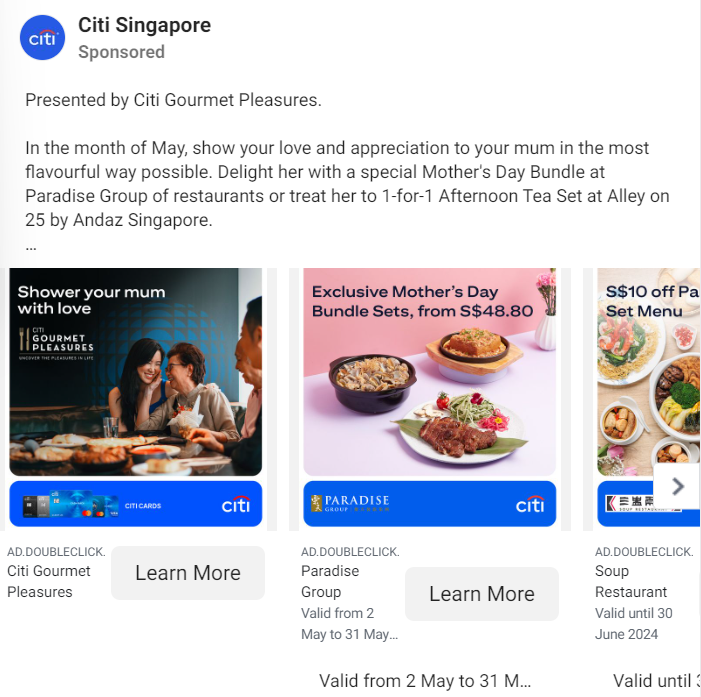 citi
Citi Singapore
Sponsored
Presented by Citi Gourmet Pleasures.
In the month of May, show your love and appreciation to your mum in the most
flavourful way possible. Delight her with a special Mother's Day Bundle at
Paradise Group of restaurants or treat her to 1-for-1 Afternoon Tea Set at Alley on
25 by Andaz Singapore.
...
Shower your mum
with love
CITI
GOURMET
PLEASURES
UNCOVER THE PLEASURES IN LIFE
CITI CARDS
citi
AD.DOUBLECLICK.
Citi Gourmet
Pleasures
Learn More
Exclusive Mother's Day
Bundle Sets, from S$48.80
PARADISE
GROUP
citi
AD.DOUBLECLICK.
Paradise
Group
Valid from 2
May to 31 May...
Learn More
Valid from 2 May to 31 M...
S$10 off Pa
Set Menu
SOUP RESTAURANT
AD.DOUBLECLICK.
Soup
Restaurant
Valid until 30
June 2024
Valid until 3